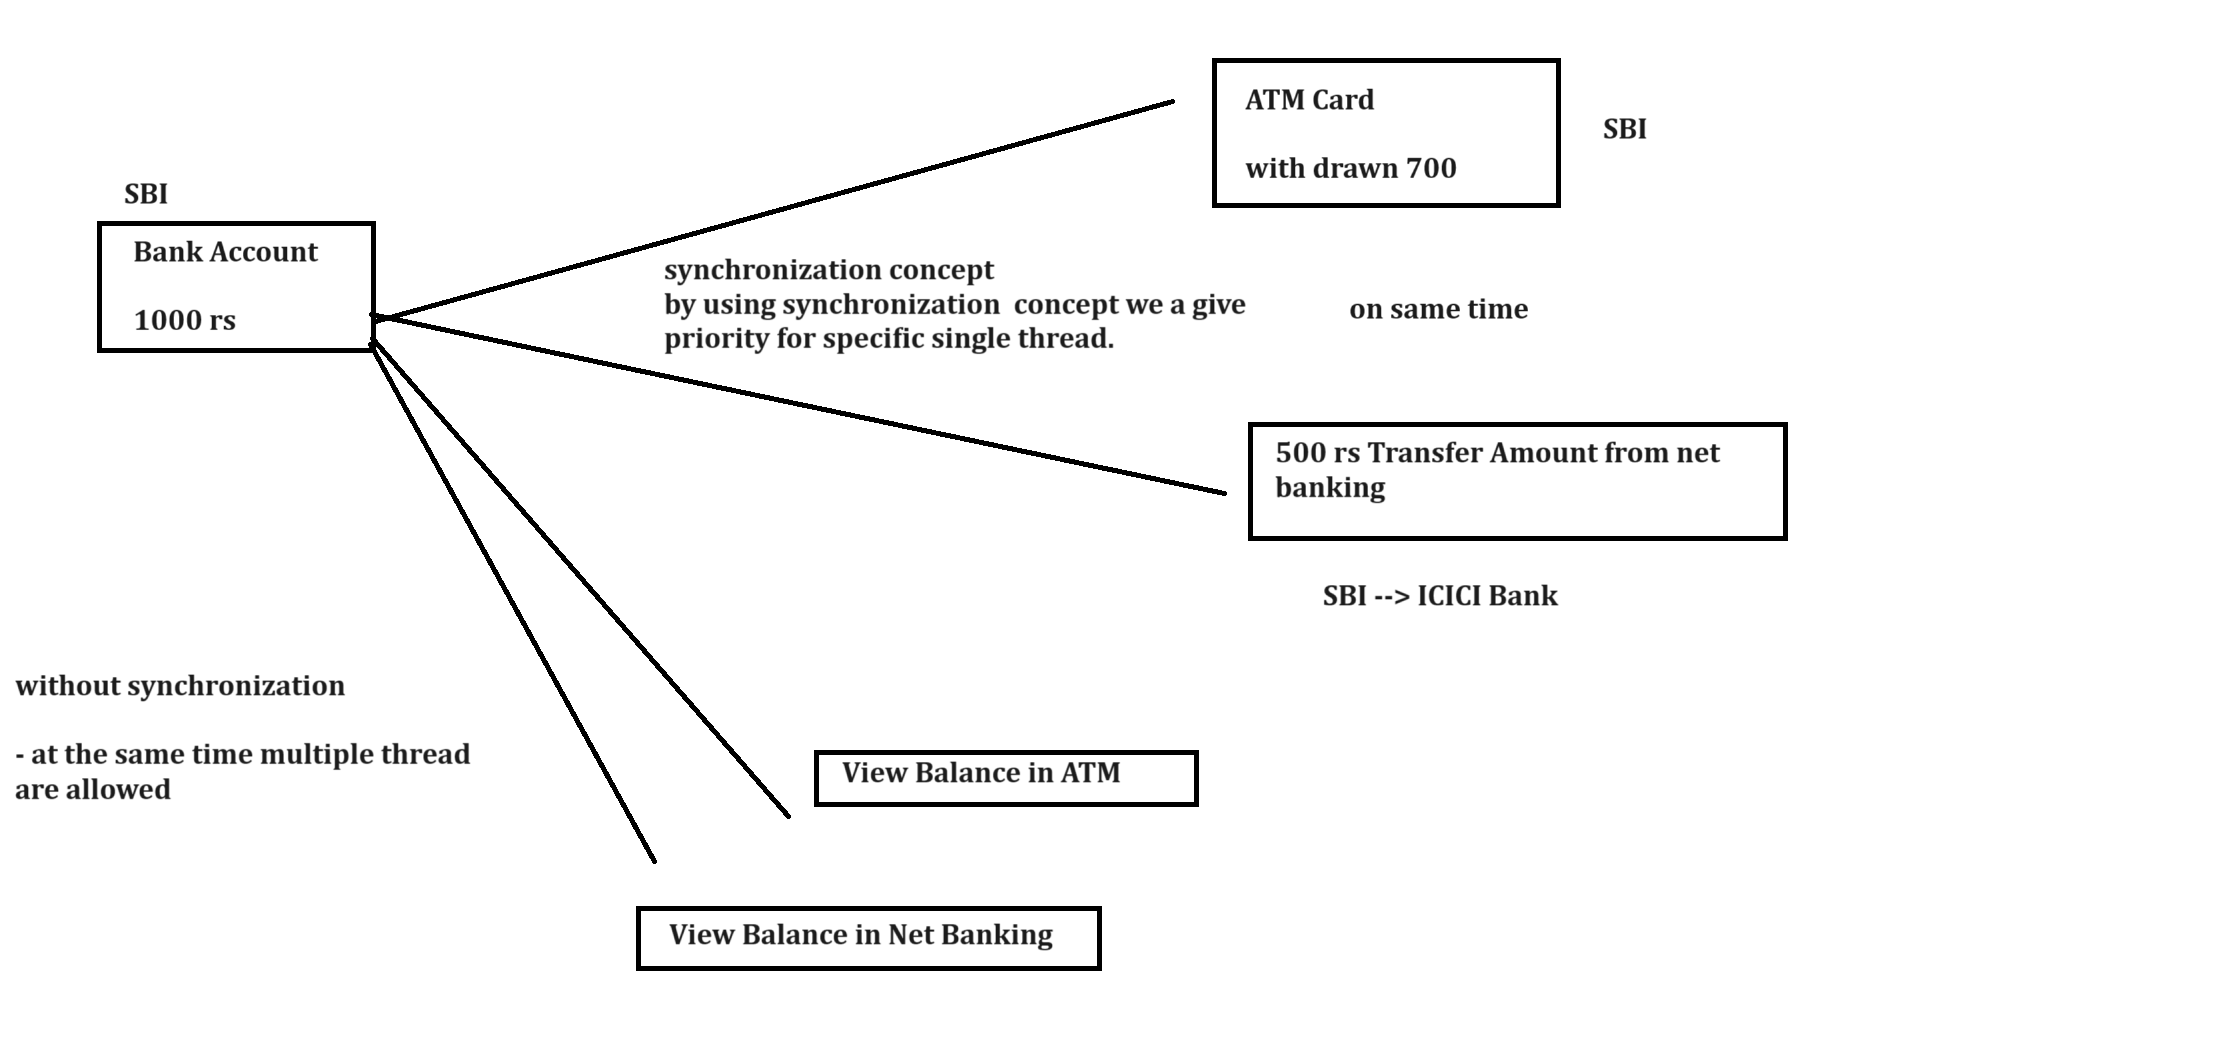 ATM Card
SBI
with drawn 700
SBI
Bank Account
1000 rs
synchronization concept
by using synchronization  concept we a give
priority for specific single thread.
on same time
500 rs Transfer Amount from net
banking
SBI --> ICICI Bank
without synchronization
- at the same time multiple thread
are allowed
View Balance in ATM
View Balance in Net Banking